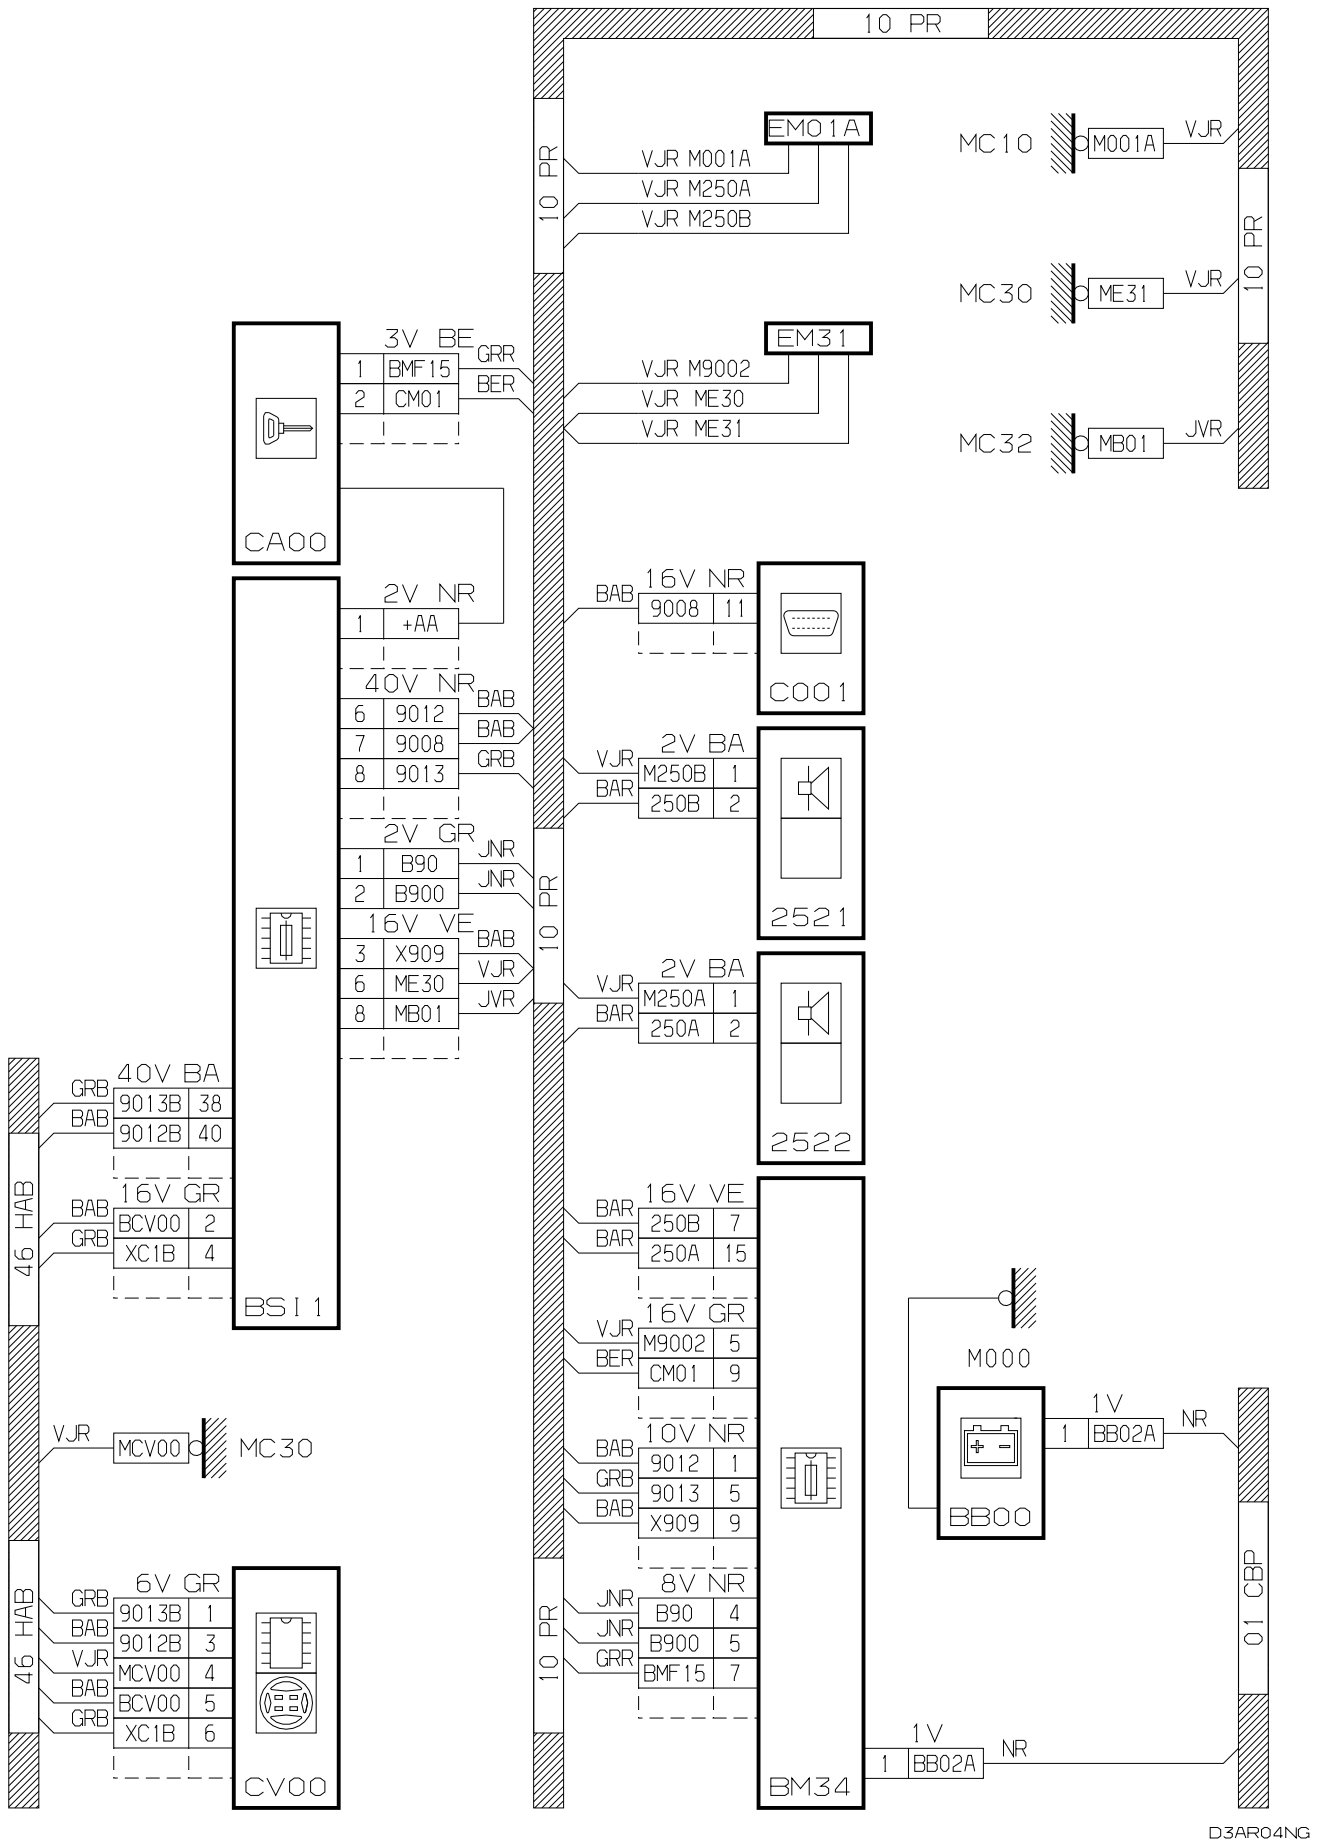 10 PR
10 PR
EM01A
VJR M001A
VJR M250A
VJR M250B
MC10
M001A
VJR
10 PR
MC30
ME31
VJR
EM31
VJR M9002
VJR ME30
VJR ME31
MC32
MB01
JVR
3V BE
1 BMF15 GRR
2 CM01 BER
CA00
2V NR
1 +AA
40V NR
6 9012 BAB
7 9008 BAB
8 9013 GRB
2V GR
1 B90 JNR
2 B900 JNR
16V VE
3 X909 BAB
6 ME30 VJR
8 MB01 JVR
40V BA
GRB 9013B 38
BAB 9012B 40
16V GR
BAB BCV00 2
GRB XC1B 4
BSI1
46 HAB
VJR
MCV00
MC30
46 HAB
6V GR
GRB 9013B 1
BAB 9012B 3
VJR MCV00 4
BAB BCV00 5
GRB XC1B 6
CV00
10 PR
16V NR
BAB 9008 11
C001
2V BA
VJR M250B 1
BAR 250B 2
2521
2V BA
VJR M250A 1
BAR 250A 2
2522
16V VE
BAR 250B 7
BAR 250A 15
16V GR
VJR M9002 5
BER CM01 9
10V NR
BAB 9012 1
GRB 9013 5
BAB X909 9
8V NR
JNR B90 4
JNR B900 5
GRR BMF15 7
10 PR
BM34
1V
1 BB02A NR
M000
1V
1 BB02A NR
BB00
01 CBP
D3AR04NG